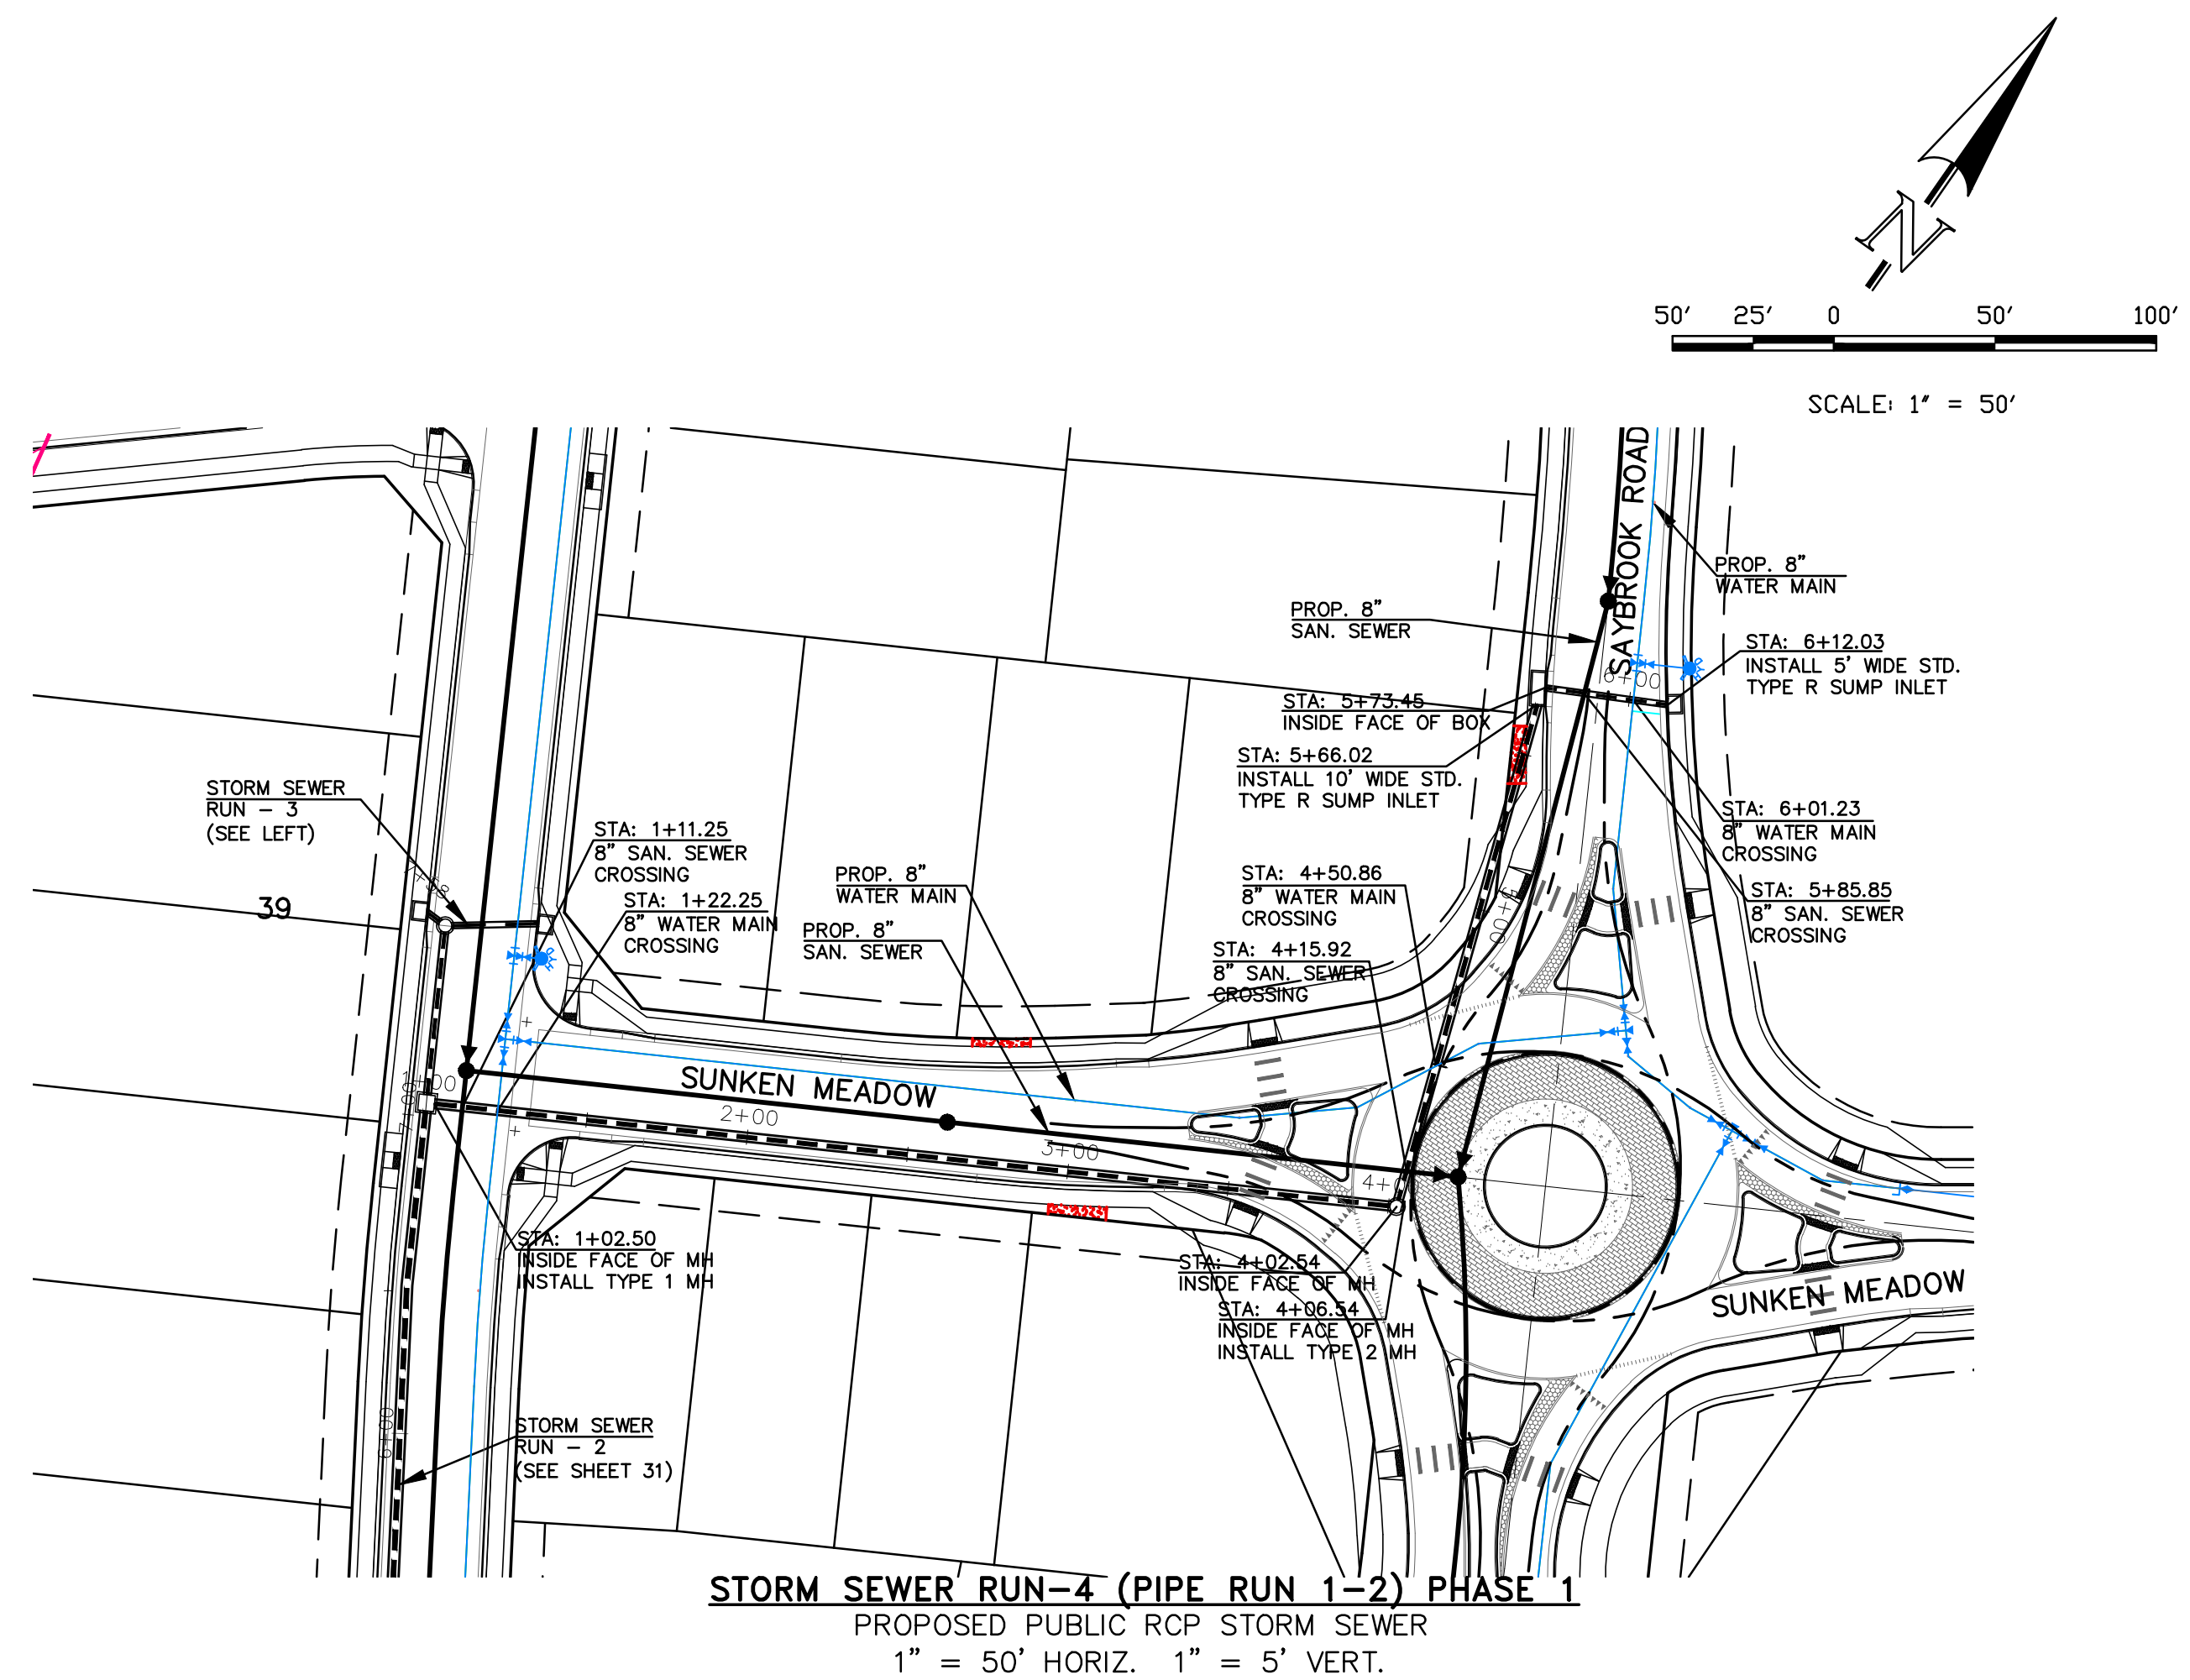 N
50' 25' 0 50' 100'
SCALE: 1" = 50'
SAYBROOK ROAD
PROP. 8"
WATER MAIN
PROP. 8"
SAN. SEWER
STA: 6+12.03
INSTALL 5' WIDE STD.
TYPE R SUMP INLET
6+00
STA: 5+73.45
INSIDE FACE OF BOX
STA: 5+66.02
INSTALL 10' WIDE STD.
TYPE R SUMP INLET
STORM SEWER
RUN - 3
(SEE LEFT)
STA: 1+11.25
8" SAN. SEWER
CROSSING
STA: 6+01.23
8" WATER MAIN
CROSSING
PROP. 8"
WATER MAIN
STA: 4+50.86
8" WATER MAIN
CROSSING
39
STA: 1+22.25
8" WATER MAIN
CROSSING
STA: 5+85.85
8" SAN. SEWER
CROSSING
PROP. 8"
SAN. SEWER
STA: 4+15.92
8" SAN. SEWER
CROSSING
5+00
SUNKEN MEADOW
1+00
7+00
2+00
3+00
STA: 1+02.50
INSIDE FACE OF MH
INSTALL TYPE 1 MH
STA: 4+02.54
INSIDE FACE OF MH
STA: 4+06.54
INSIDE FACE OF MH
INSTALL TYPE 2 MH
SUNKEN MEADOW
6+00
STORM SEWER
RUN - 2
(SEE SHEET 31)
STORM SEWER RUN-4 (PIPE RUN 1-2) PHASE 1
PROPOSED PUBLIC RCP STORM SEWER
1" = 50' HORIZ. 1" = 5' VERT.